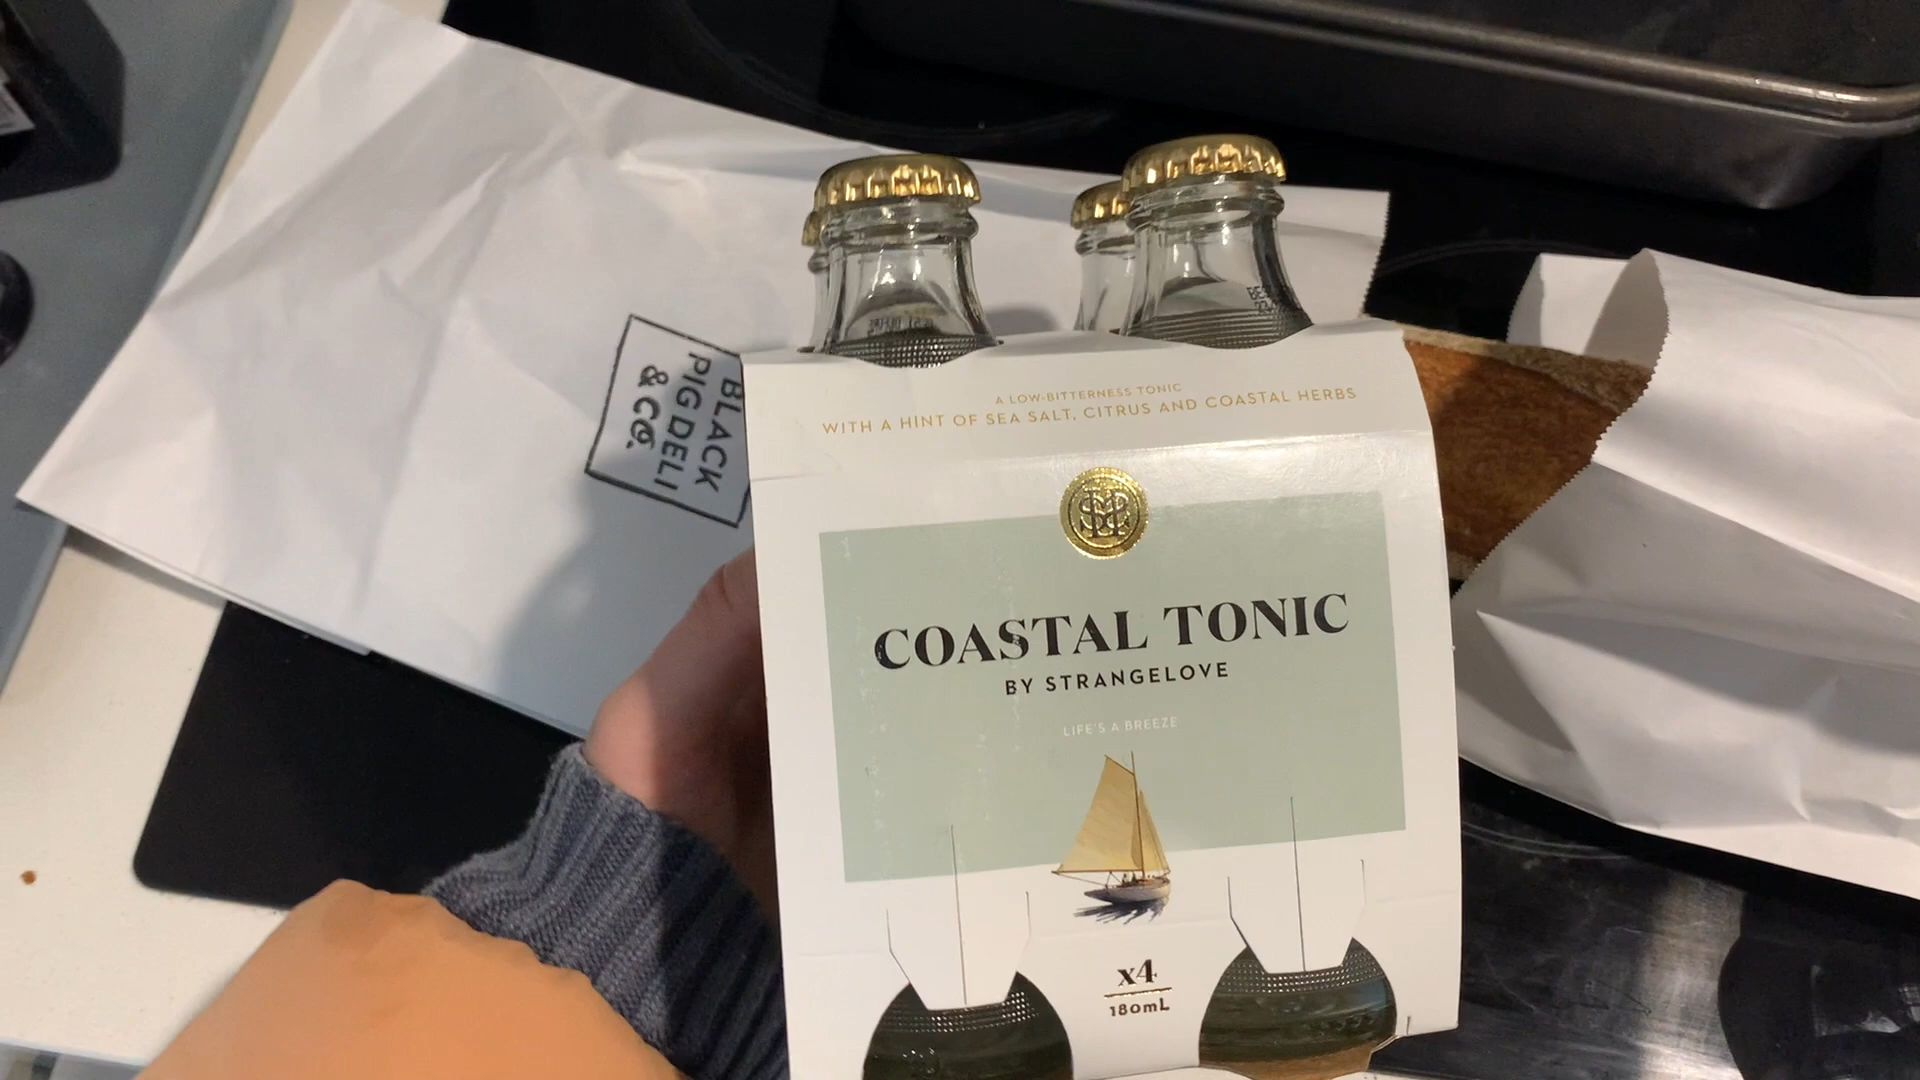 A LOW-BITTERNESS TONIC
WITH A HINT OF SEA SALT, CITRUS AND COASTAL HERBS
COASTAL TONIC
BY STRANGELOVE
LIFE'S A BREEZE
x4
180mL
BLACK
PIG DELI
& CO.